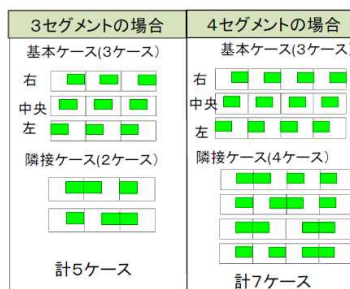 3セグメントの場合
基本ケース(3ケース)
右
中央
左
隣接ケース(2ケース)
計5ケース
4セグメントの場合
基本ケース(3ケース)
右
中央
左
隣接ケース(4ケース)
計7ケース